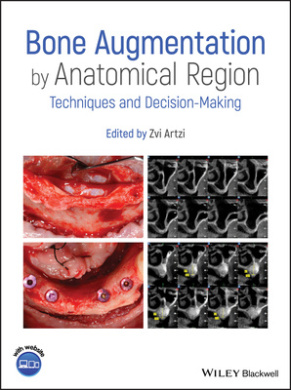 Bone Augmentation
by Anatomical Region
Techniques and Decision-Making
Edited by Zvi Artzi
with website
WILEY Blackwell